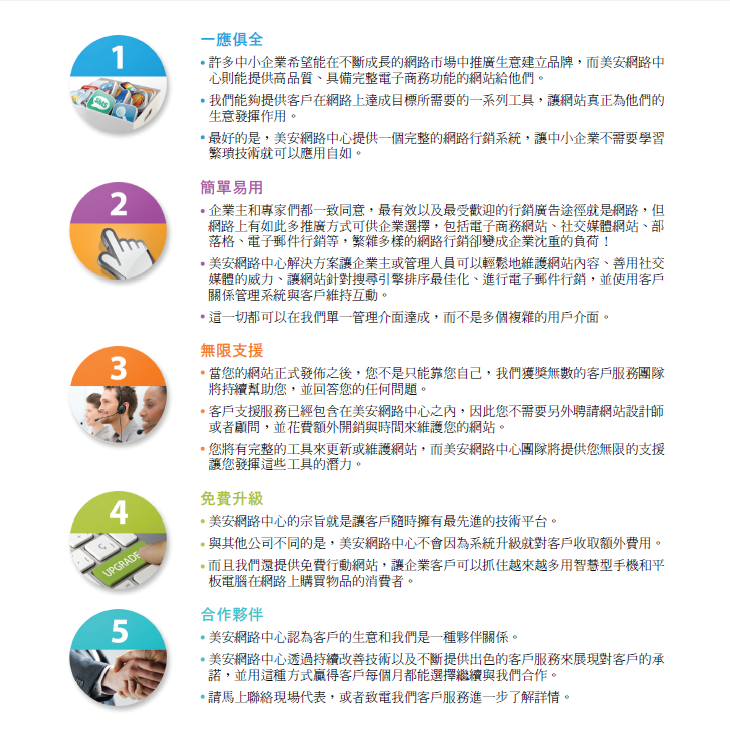 1
一應俱全
•許多中小企業希望能在不斷成長的網路市場中推廣生意建立品牌，而美安網路中
心則能提供高品質、具備完整電子商務功能的網站給他們。
•我們能夠提供客戶在網路上達成目標所需要的一系列工具，讓網站真正為他們的
生意發揮作用。
•最好的是，美安網路中心提供一個完整的網路行銷系統，讓中小企業不需要學習
繁瑣技術就可以應用自如。
SMS
2
簡單易用
•企業主和專家們都一致同意，最有效以及最受歡迎的行銷廣告途徑就是網路，但
網路上有如此多推廣方式可供企業選擇，包括電子商務網站、社交媒體網站、部
落格、電子郵件行銷等，繁雜多樣的網路行銷卻變成企業沈重的負荷！
•美安網路中心解決方案讓企業主或管理人員可以輕鬆地維護網站內容、善用社交
媒體的威力、讓網站針對搜尋引擎排序最佳化、進行電子郵件行銷，並使用客戶
關係管理系統與客戶維持互動。
•這一切都可以在我們單一管理介面達成，而不是多個複雜的用戶介面。
3
無限支援
•當您的網站正式發佈之後，您不是只能靠您自己，我們獲獎無數的客戶服務團隊
將持續幫助您，並回答您的任何問題。
•客戶支援服務已經包含在美安網路中心之內，因此您不需要另外聘請網站設計師
或者顧問，並花費額外開銷與時間來維護您的網站。
•您將有完整的工具來更新或維護網站，而美安網路中心團隊將提供您無限的支援
讓您發揮這些工具的潛力。
4
免費升級
•美安網路中心的宗旨就是讓客戶隨時擁有最先進的技術平台。
•與其他公司不同的是，美安網路中心不會因為系統升級就對客戶收取額外費用。
•而且我們還提供免費行動網站，讓企業客戶可以抓住越來越多用智慧型手機和平
板電腦在網路上購買物品的消費者。
UPGRADE
5
合作夥伴
•美安網路中心認為客戶的生意和我們是一種夥伴關係。
•美安網路中心透過持續改善技術以及不斷提供出色的客戶服務來展現對客戶的承
諾，並用這種方式贏得客戶每個月都能選擇繼續與我們合作。
•請馬上聯絡現場代表，或者致電我們客戶服務進一步了解詳情。